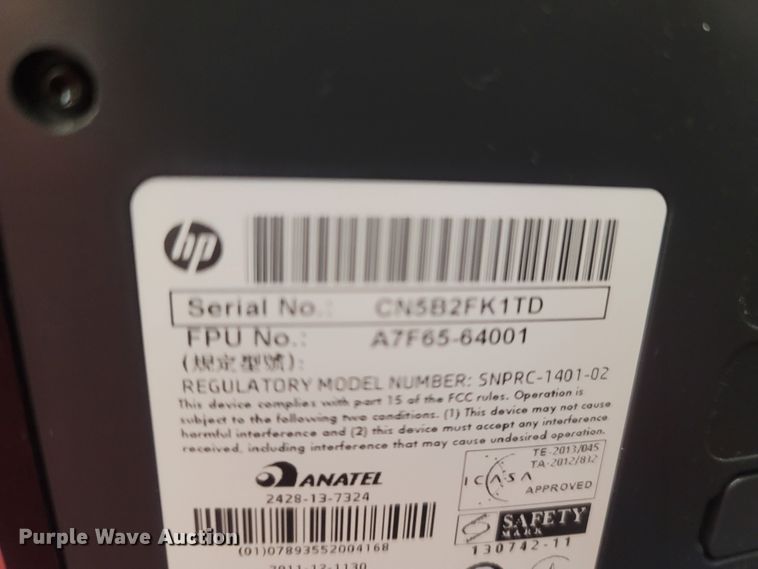 hp
Serial No.: CN5B2FK1TD
FPU No.: A7F65-64001
(規定型號):
REGULATORY MODEL NUMBER: SNPRC-1401-02
This device complies with part 15 of the FCC rules. Operation is
subject to the following two conditions. (1) This device may not cause
harmful interference and (2) this device must accept any interference
received, including interference that may cause undesired operation.
ANATEL
2428-13-7324
(01)07893552004168
2011-12-1130
TE-2013/045
TA-2012/832
ICASA
APPROVED
SAFETY
MARK
130742-11
Purple Wave Auction